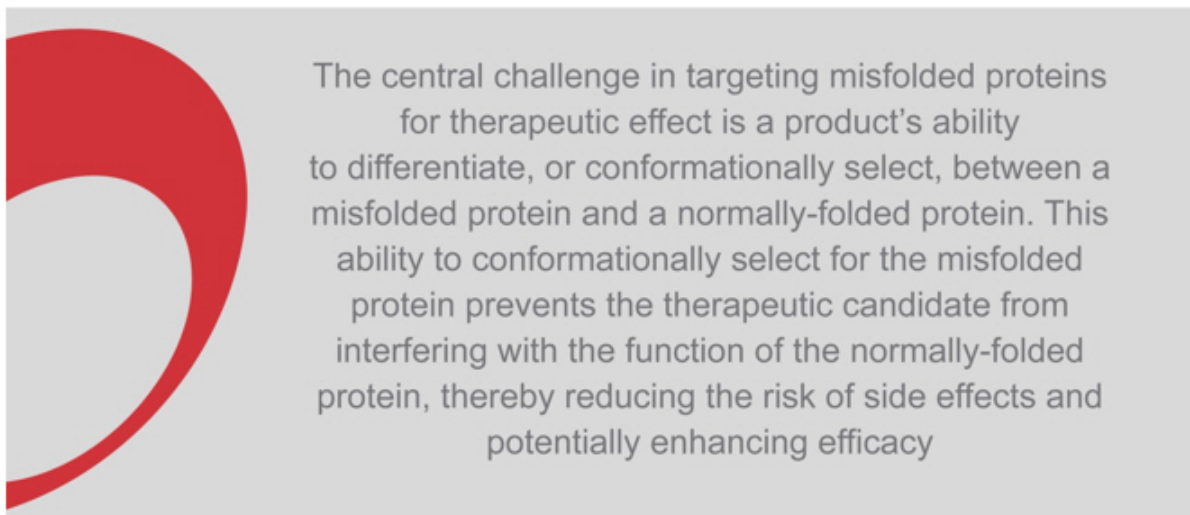 The central challenge in targeting misfolded proteins
for therapeutic effect is a product’s ability
to differentiate, or conformationally select, between a
misfolded protein and a normally-folded protein. This
ability to conformationally select for the misfolded
protein prevents the therapeutic candidate from
interfering with the function of the normally-folded
protein, thereby reducing the risk of side effects and
potentially enhancing efficacy